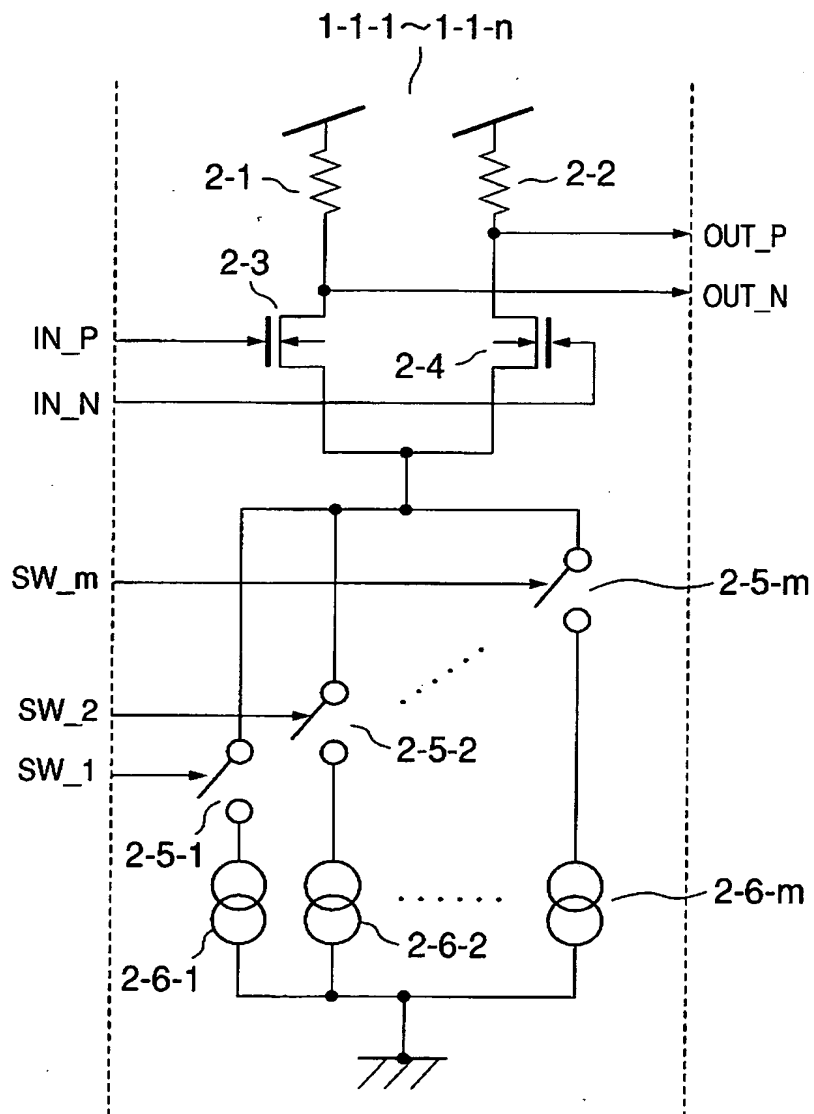 1-1-1～1-1-n
2-1
2-2
OUT_P
2-3
OUT_N
IN_P
2-4
IN_N
SW_m
2-5-m
SW_2
2-5-2
SW_1
2-5-1
2-6-m
2-6-2
2-6-1